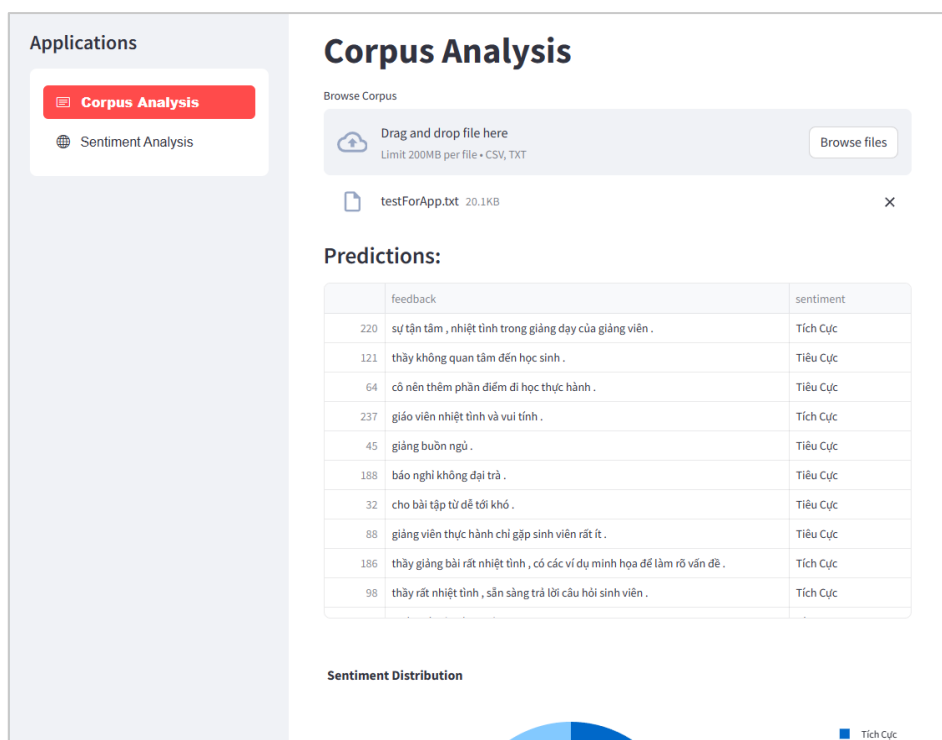 Applications
Corpus Analysis
Sentiment Analysis
Corpus Analysis
Browse Corpus
Drag and drop file here
Limit 200MB per file • CSV, TXT
Browse files
testForApp.txt 20.1KB
Predictions:
feedback sentiment
220 sự tận tâm , nhiệt tình trong giảng dạy của giảng viên . Tích Cực
121 thầy không quan tâm đến học sinh . Tiêu Cực
64 cô nên thêm phần điểm đi học thực hành . Tiêu Cực
237 giáo viên nhiệt tình và vui tính . Tích Cực
45 giảng buồn ngủ . Tiêu Cực
188 báo nghỉ không đại trà . Tiêu Cực
32 cho bài tập từ dễ tới khó . Tiêu Cực
88 giảng viên thực hành chỉ gặp sinh viên rất ít . Tiêu Cực
186 thầy giảng bài rất nhiệt tình , có các ví dụ minh họa để làm rõ vấn đề . Tích Cực
98 thầy rất nhiệt tình , sẵn sàng trả lời câu hỏi sinh viên . Tích Cực
Sentiment Distribution
Tích Cực